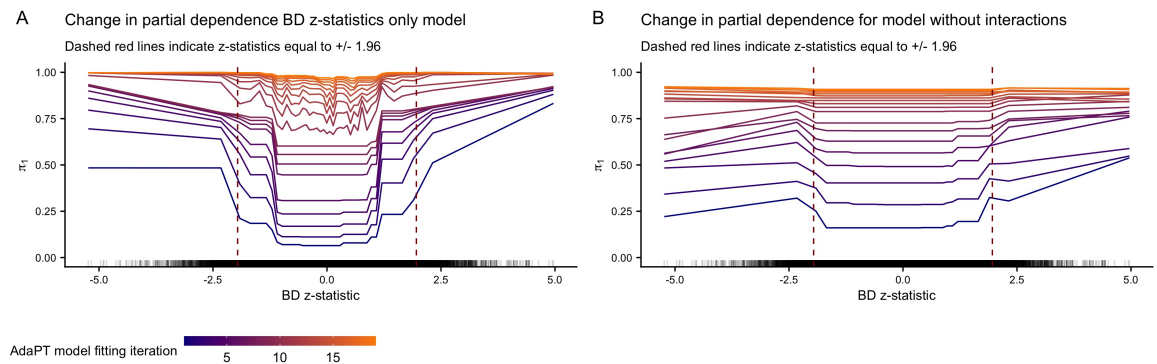 A
Change in partial dependence BD z-statistics only model
Dashed red lines indicate z-statistics equal to +/- 1.96
1.00
0.75
0.50
0.25
0.00
π1
-5.0
-2.5
0.0
2.5
5.0
BD z-statistic
B
Change in partial dependence for model without interactions
Dashed red lines indicate z-statistics equal to +/- 1.96
1.00
0.75
0.50
0.25
0.00
π1
-5.0
-2.5
0.0
2.5
5.0
BD z-statistic
AdaPT model fitting iteration
5
10
15